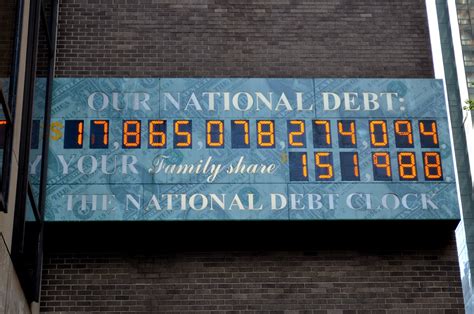 OUR NATIONAL DEBT:
$17,865,078,274,094
YOUR Family share $151,988
THE NATIONAL DEBT CLOCK